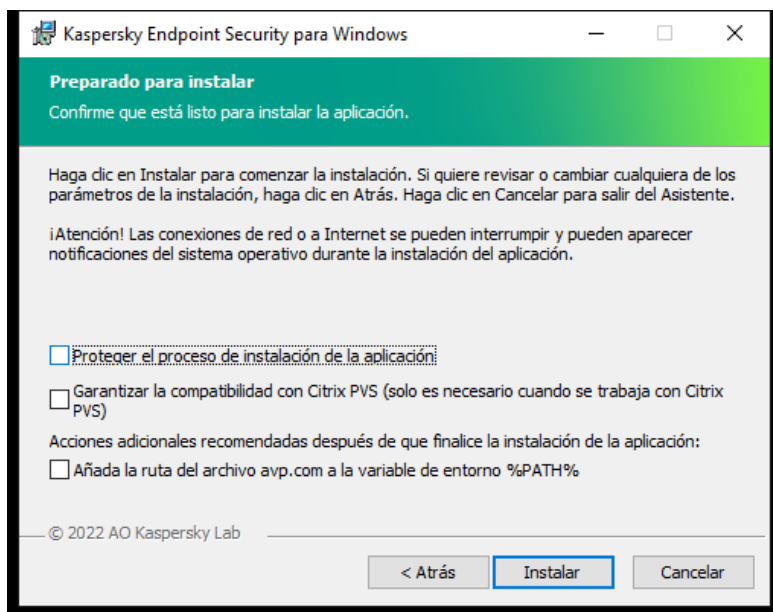 Kaspersky Endpoint Security para Windows
Preparado para instalar
Confirme que está listo para instalar la aplicación.
Haga clic en Instalar para comenzar la instalación. Si quiere revisar o cambiar cualquiera de los
parámetros de la instalación, haga clic en Atrás. Haga clic en Cancelar para salir del Asistente.
¡Atención! Las conexiones de red o a Internet se pueden interrumpir y pueden aparecer
notificaciones del sistema operativo durante la instalación del aplicación.
Proteger el proceso de instalación de la aplicación
Garantizar la compatibilidad con Citrix PVS (solo es necesario cuando se trabaja con Citrix
PVS)
Acciones adicionales recomendadas después de que finalice la instalación de la aplicación:
Añada la ruta del archivo avp.com a la variable de entorno %PATH%
© 2022 AO Kaspersky Lab
< Atrás
Instalar
Cancelar